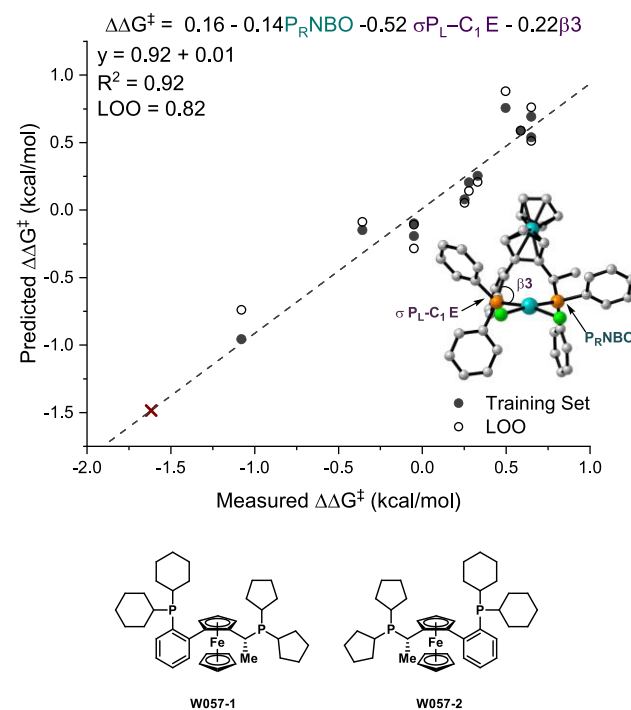 ΔΔG‡ = 0.16 - 0.14PRNBO -0.52 σPL–C1 E - 0.22β3
y = 0.92 + 0.01
R² = 0.92
LOO = 0.82
1.0
0.5
0.0
-0.5
-1.0
-1.5
Predicted ΔΔG‡ (kcal/mol)
β3
σ PL-C1 E
PRNBO
Training Set
LOO
-2.0 -1.5 -1.0 -0.5 0.0 0.5 1.0
Measured ΔΔG‡ (kcal/mol)
P
P
Fe
Me
W057-1
P
P
Fe
Me
W057-2